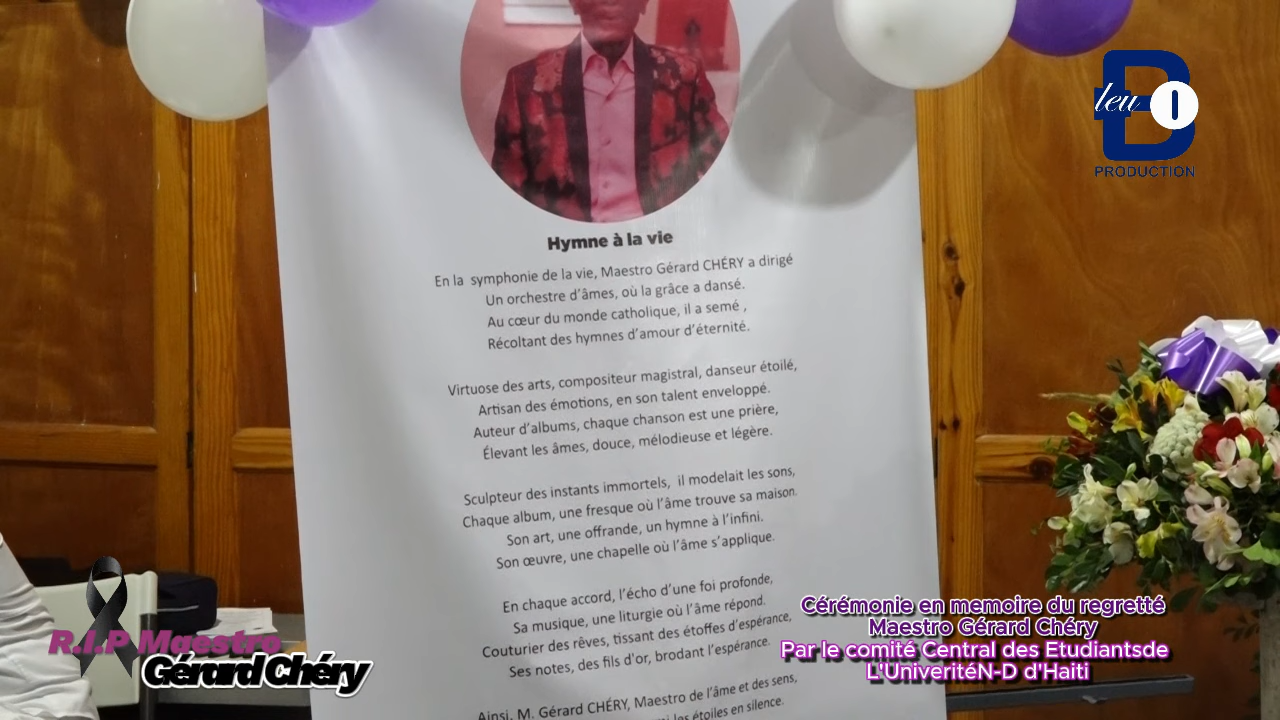 Bleu
PRODUCTION
Hymne à la vie
En la symphonie de la vie, Maestro Gérard CHÉRY a dirigé
Un orchestre d'âmes, où la grâce a dansé.
Au cœur du monde catholique, il a semé ,
Récoltant des hymnes d'amour d'éternité.
Virtuose des arts, compositeur magistral, danseur étoilé,
Artisan des émotions, en son talent enveloppé.
Auteur d'albums, chaque chanson est une prière,
Élevant les âmes, douce, mélodieuse et légère.
Sculpteur des instants immortels, il modelait les sons,
Chaque album, une fresque où l'âme trouve sa maison.
Son art, une offrande, un hymne à l'infini.
Son œuvre, une chapelle où l'âme s'applique.
En chaque accord, l'écho d'une foi profonde,
Sa musique, une liturgie où l'âme répond.
Couturier des rêves, tissant des étoffes d'espérance,
Ses notes, des fils d'or, brodant l'espérance.
Ainsi, M. Gérard CHÉRY, Maestro de l'âme et des sens,
les étoiles en silence.
R.I.P Maestro
Gérard Chéry
Cérémonie en memoire du regretté
Maestro Gérard Chéry
Par le comité Central des Etudiantsde
L'UniveritéN-D d'Haiti